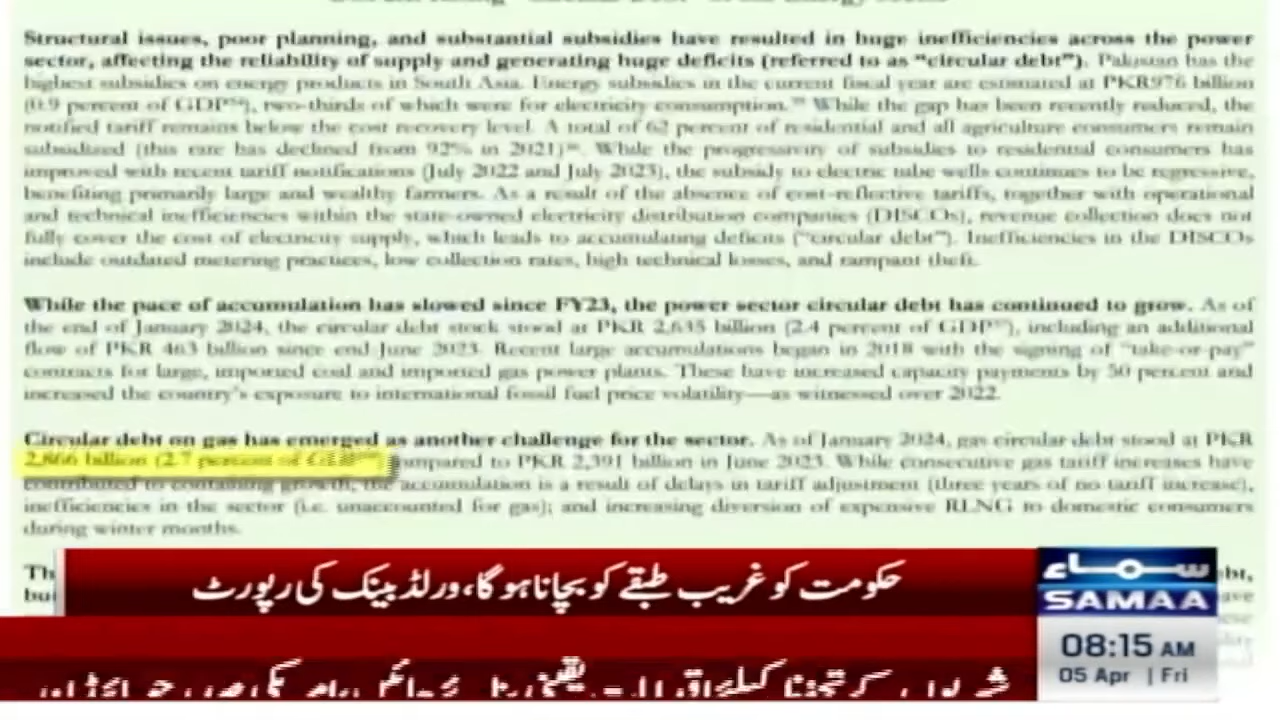 Structural issues, poor planning, and substantial subsidies have resulted in huge inefficiencies across the power
sector, affecting the reliability of supply and generating huge deficits (referred to as “circular debt”). Pakistan has the
highest subsidies on energy products in South Asia. Energy subsidies in the current fiscal year are estimated at PKR976 billion
(0.9 percent of GDP), two-thirds of which were for electricity consumption. While the gap has been recently reduced, the
notified tariff remains below the cost recovery level. A total of 62 percent of residential and all agriculture consumers remain
subsidized (this rate has declined from 92% in 2021). While the progressivity of subsidies to residential consumers has
improved with recent tariff notifications (July 2022 and July 2023), the subsidy to electric tube wells continues to be regressive,
benefiting primarily large and wealthy farmers. As a result of the absence of cost-reflective tariffs, together with operational
and technical inefficiencies within the state-owned electricity distribution companies (DISCOs), revenue collection does not
fully cover the cost of electricity supply, which leads to accumulating deficits (“circular debt”). Inefficiencies in the DISCOs
include outdated metering practices, low collection rates, high technical losses, and rampant theft.
While the pace of accumulation has slowed since FY23, the power sector circular debt has continued to grow. As of
the end of January 2024, the circular debt stock stood at PKR 2,635 billion (2.4 percent of GDP), including an additional
flow of PKR 463 billion since end June 2023. Recent large accumulations began in 2018 with the signing of “take-or-pay”
contracts for large, imported coal and imported gas power plants. These have increased capacity payments by 50 percent and
increased the country’s exposure to international fossil fuel price volatility—as witnessed over 2022.
Circular debt on gas has emerged as another challenge for the sector. As of January 2024, gas circular debt stood at PKR
2,866 billion (2.7 percent of GDP) compared to PKR 2,391 billion in June 2023. While consecutive gas tariff increases have
contributed to containing growth, the accumulation is a result of delays in tariff adjustment (three years of no tariff increase),
inefficiencies in the sector (i.e. unaccounted for gas); and increasing diversion of expensive RLNG to domestic consumers
during winter months.
حکومت کو غریب طبقے کو بچانا ہوگا، ورلڈ بینک کی رپورٹ
سماء
SAMAA
08:15 AM
05 Apr | Fri